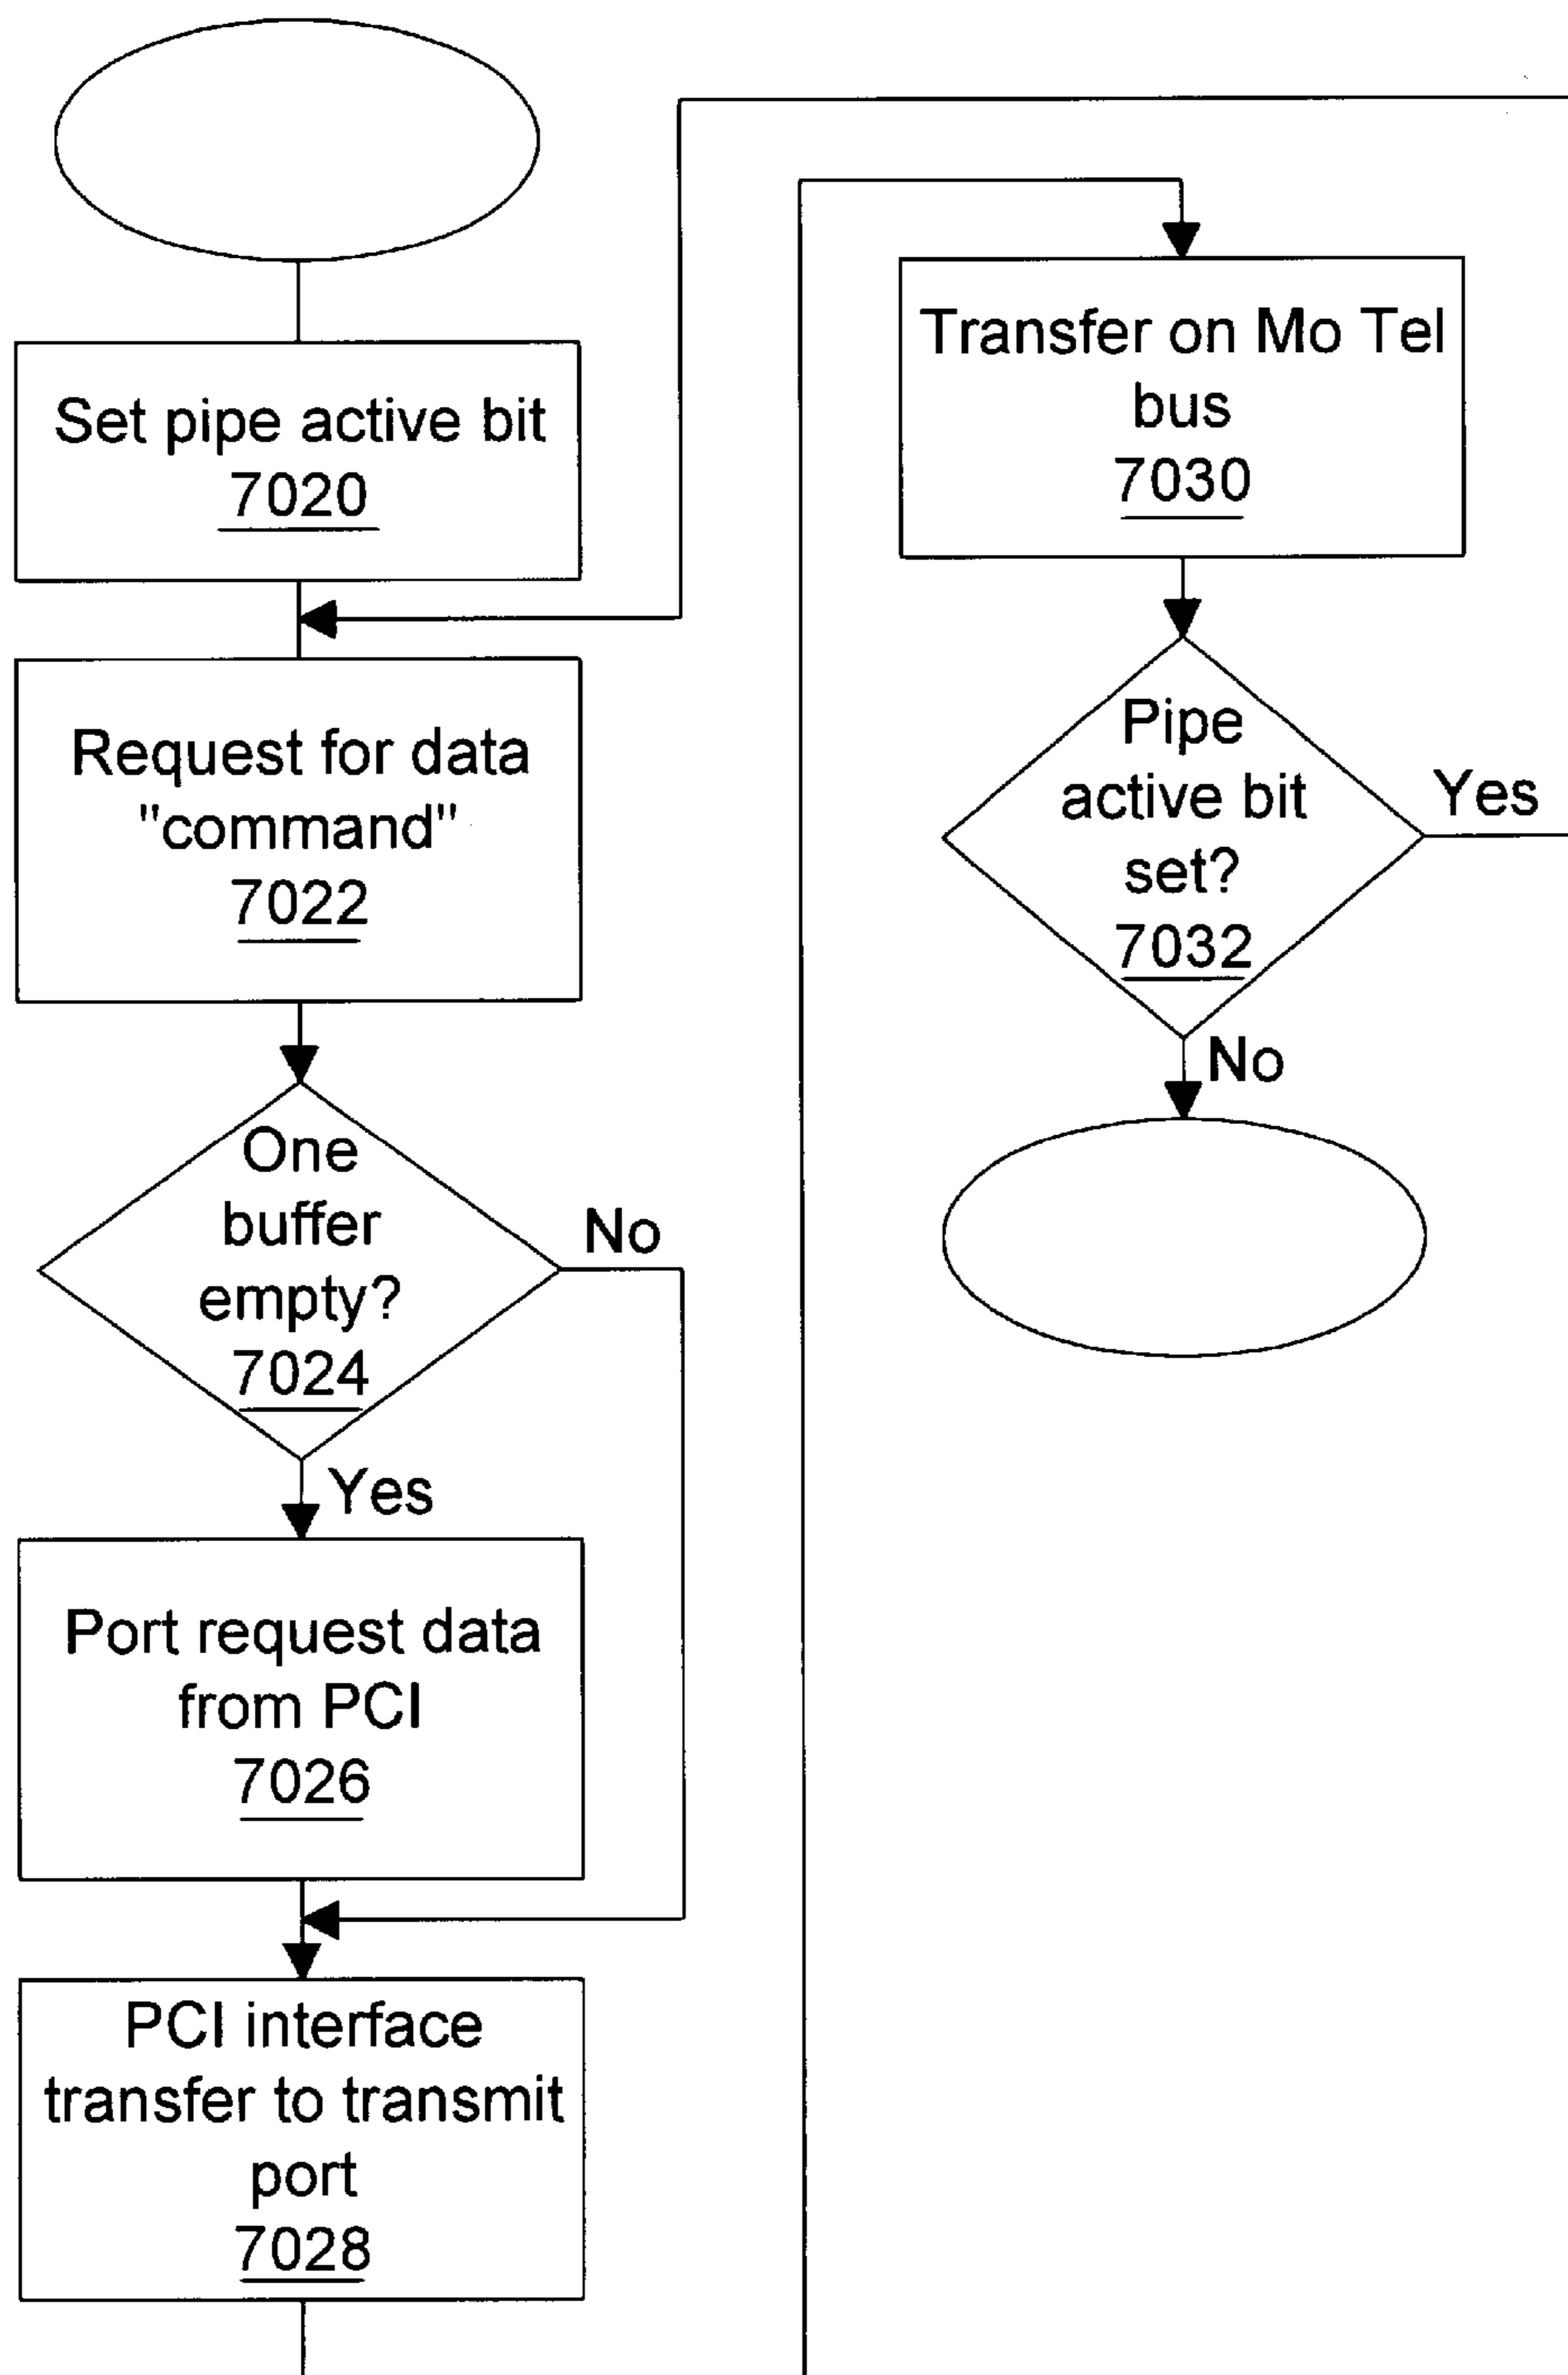 Set pipe active bit
7020
Request for data
"command"
7022
One
buffer
empty?
7024
No
Yes
Port request data
from PCI
7026
PCI interface
transfer to transmit
port
7028
Transfer on Mo Tel
bus
7030
Pipe
active bit
set?
7032
Yes
No